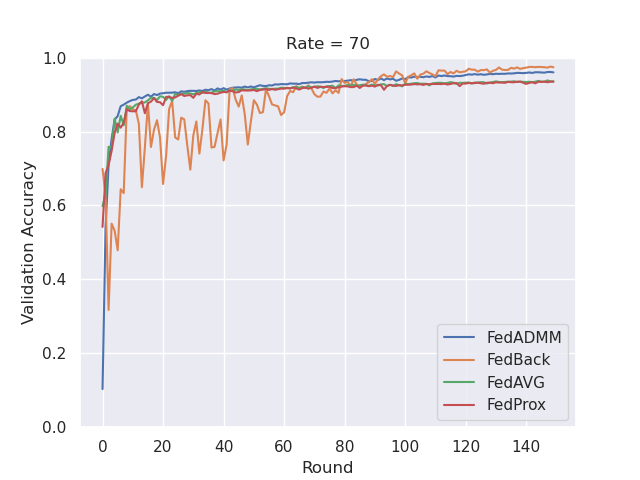 Rate = 70
Validation Accuracy
1.0
0.8
0.6
0.4
0.2
0.0
0 20 40 60 80 100 120 140
Round
FedADMM
FedBack
FedAVG
FedProx